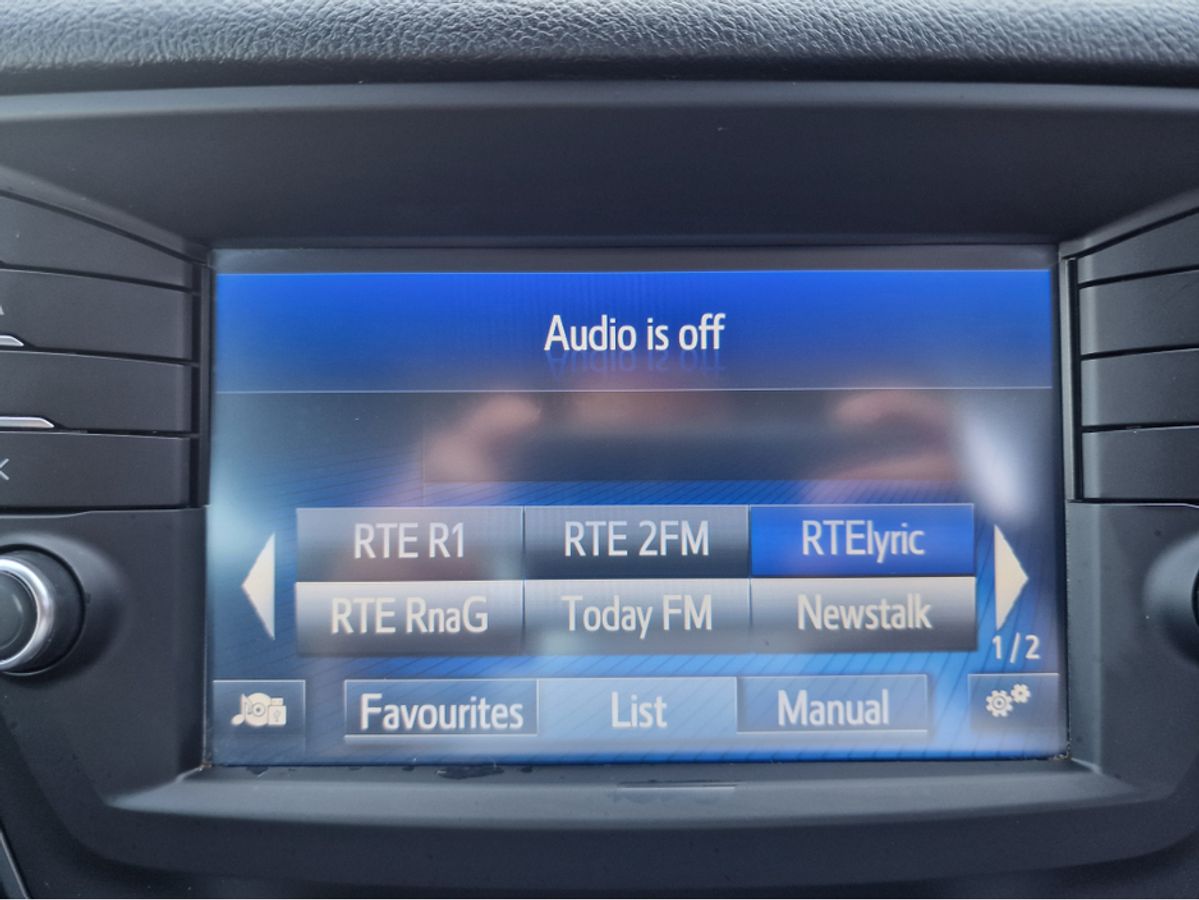 Audio is off
RTE R1 RTE 2FM RTElyric
RTE RnaG Today FM Newstalk
1/2
Favourites List Manual